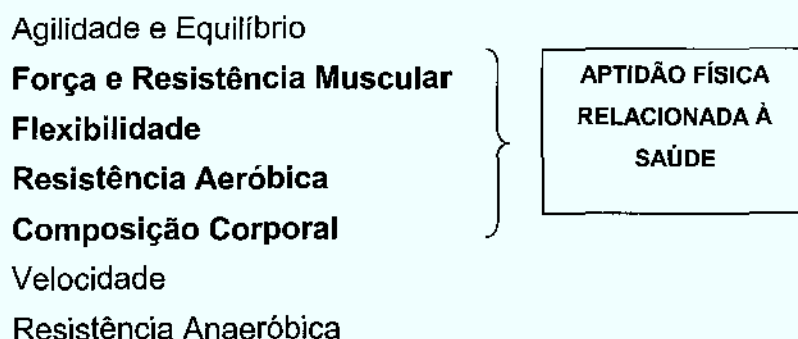 Agilidade e Equilíbrio
Força e Resistência Muscular
Flexibilidade
Resistência Aeróbica
Composição Corporal
Velocidade
Resistência Anaeróbica
APTIDÃO FÍSICA
RELACIONADA À
SAÚDE